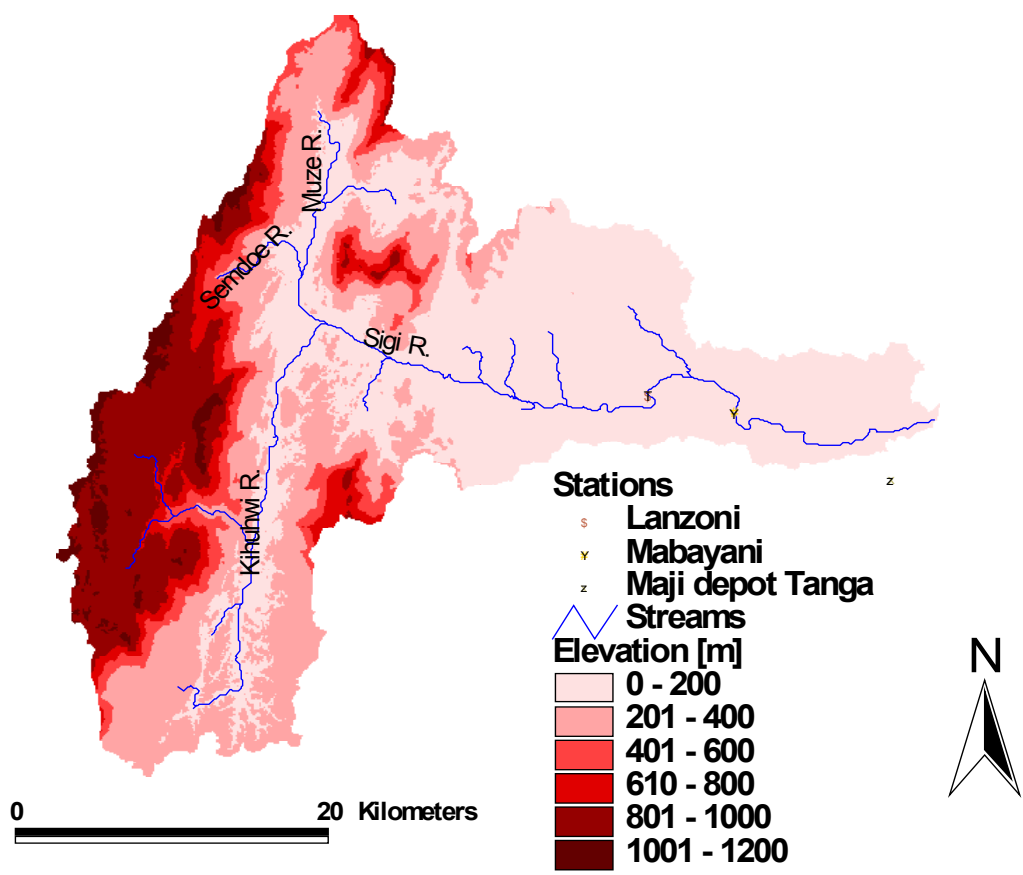 Muze R.
Semdoe R.
Sigi R.
$
Y
Kihuhwi R.
z
Stations
$ Lanzoni
Y Mabayani
z Maji depot Tanga
Streams
Elevation [m]
0 - 200
201 - 400
401 - 600
610 - 800
801 - 1000
1001 - 1200
N
0 20 Kilometers